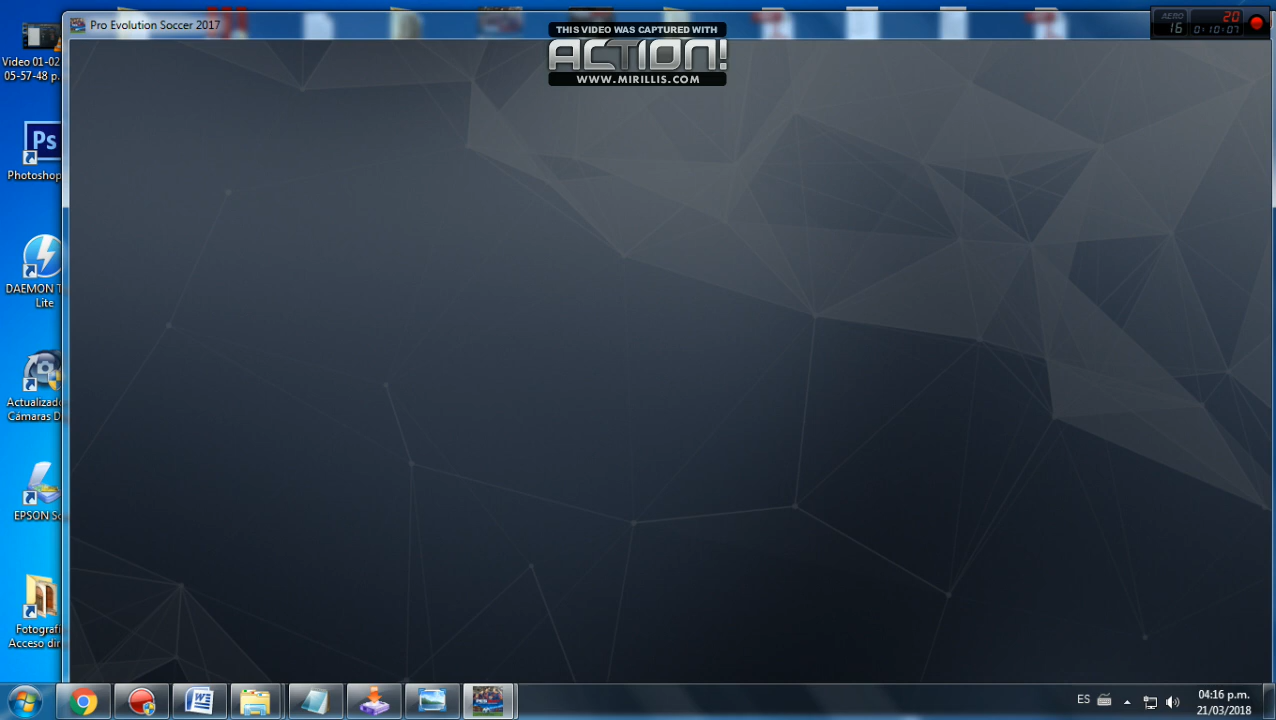 Pro Evolution Soccer 2017
THIS VIDEO WAS CAPTURED WITH
ACTION!
WWW.MIRILLIS.COM
AERO
16
20
0:10:07
Video 01-02
05-57-48 p.
Ps
Photoshop
DAEMON T
Lite
Actualizado
Cámaras D
EPSON Sc
Fotografi
Acceso dir
ES
04:16 p.m.
21/03/2018